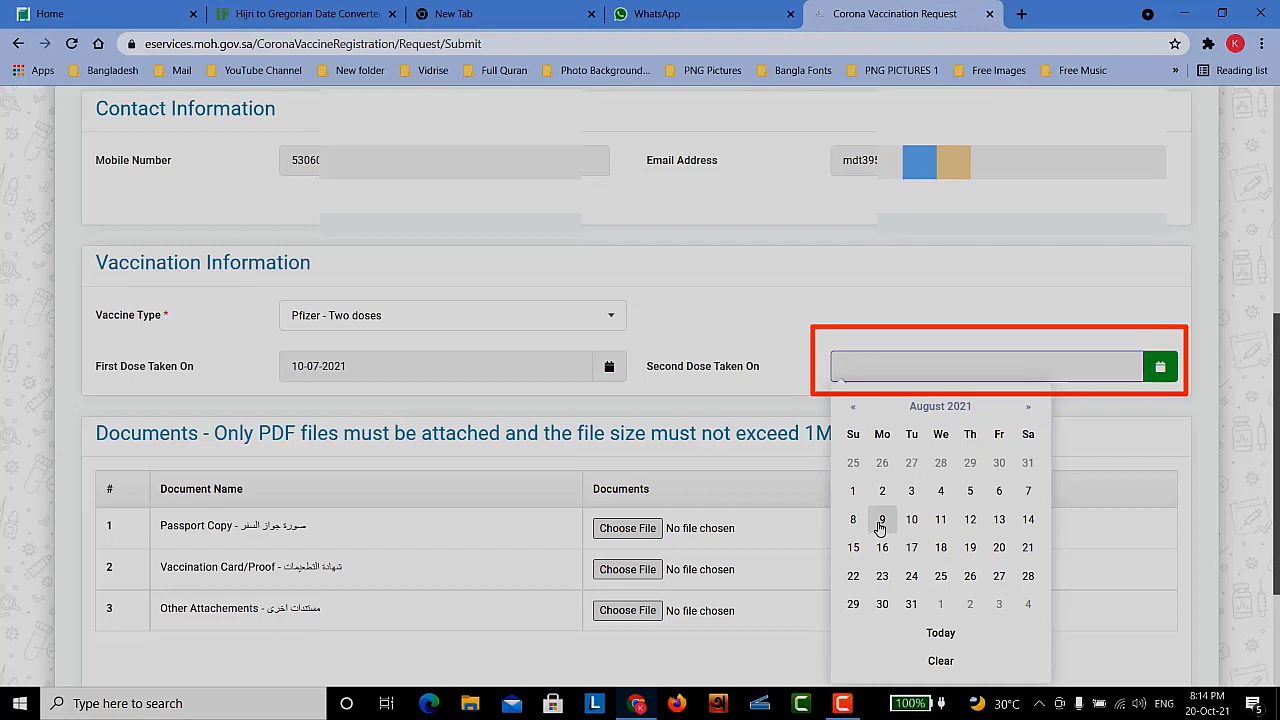 Home
Hijri to Gregorian Date Converte
New Tab
WhatsApp
Corona Vaccination Request
eservices.moh.gov.sa/CoronaVaccineRegistration/Request/Submit
K
Apps
Bangladesh
Mail
YouTube Channel
New folder
Vidrise
Full Quran
Photo Background...
PNG Pictures
Bangla Fonts
PNG PICTURES 1
Free Images
Free Music
»
Reading list
Contact Information
Mobile Number
5306
Email Address
mdt395
Vaccination Information
Vaccine Type *
Pfizer - Two doses
First Dose Taken On
10-07-2021
Second Dose Taken On
« August 2021 »
Su Mo Tu We Th Fr Sa
25 26 27 28 29 30 31
1 2 3 4 5 6 7
8 9 10 11 12 13 14
15 16 17 18 19 20 21
22 23 24 25 26 27 28
29 30 31 1 2 3 4
Today
Clear
Documents - Only PDF files must be attached and the file size must not exceed 1M
# Document Name Documents
1 Passport Copy - صورة جواز السفر Choose File No file chosen
2 Vaccination Card/Proof - شهادة التطعيمات Choose File No file chosen
3 Other Attachements - مستندات اخرى Choose File No file chosen
Type here to search
L
100%
30°C
ENG
8:14 PM
20-Oct-21
5